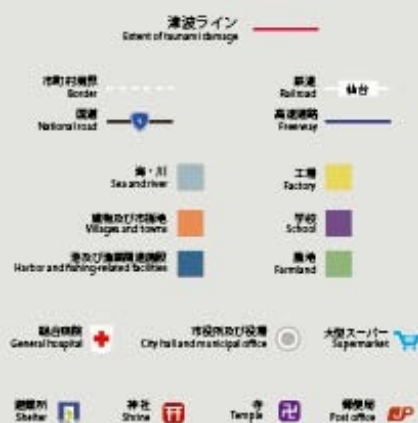 津波ライン
Extent of tsunami damage
市町村境界
Border
鉄道
Railroad
仙台
国道
National road
高速道路
Freeway
海・川
Sea and river
工場
Factory
建物及び市街地
Villages and towns
学校
School
港及び漁業関連施設
Harbor and fishing-related facilities
農地
Farmland
総合病院
General hospital
市役所及び役場
City hall and municipal office
大型スーパー
Supermarket
避難所
Shelter
神社
Shrine
寺
Temple
郵便局
Post office